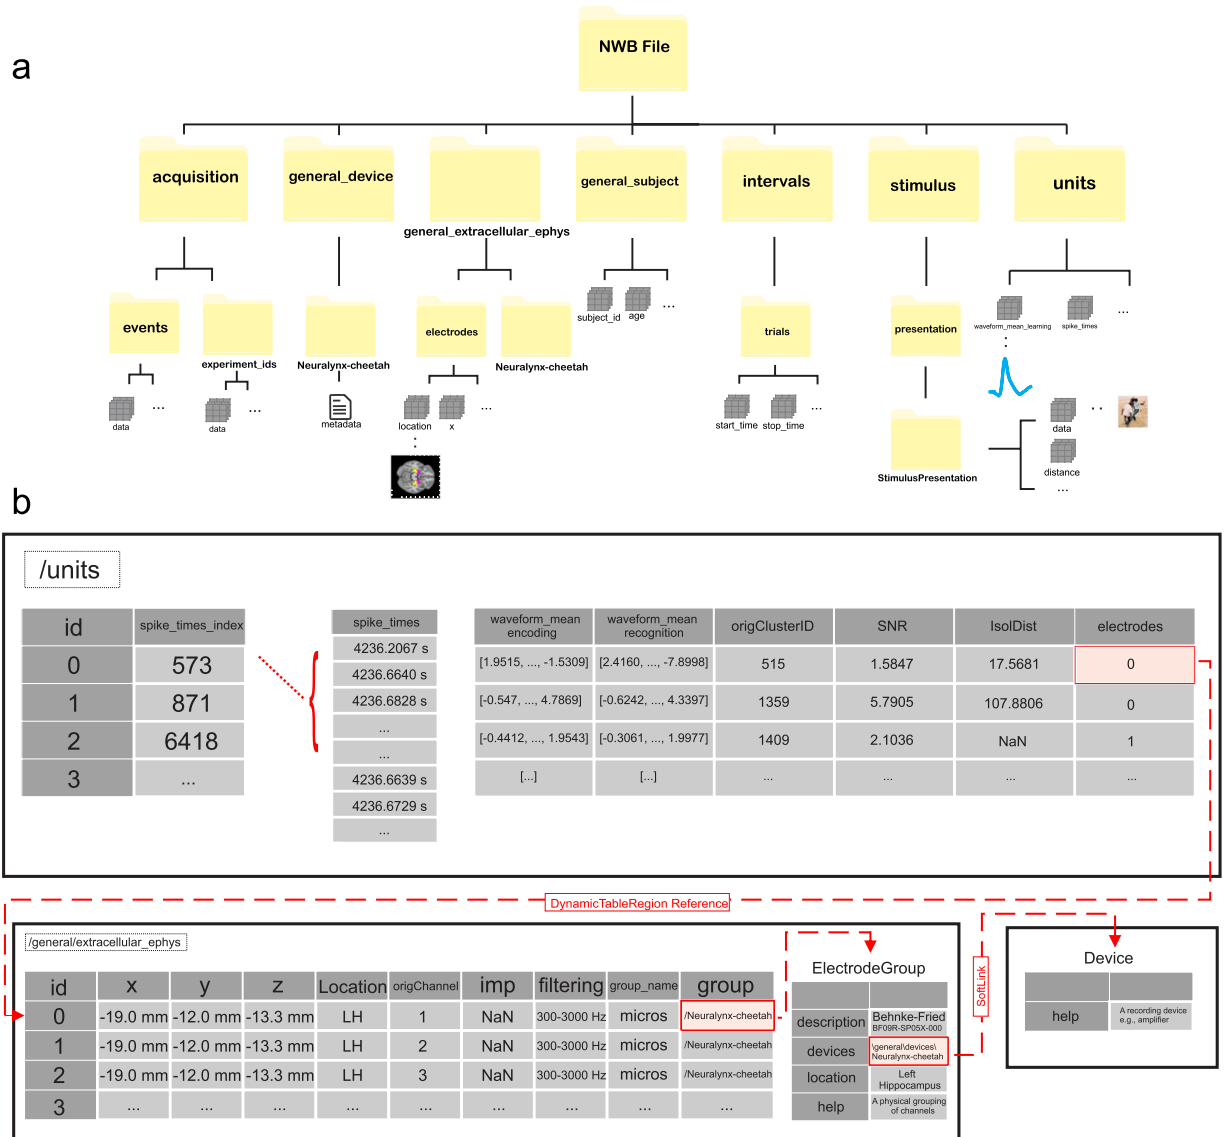 a
NWB File
acquisition
general_device
general_extracellular_ephys
general_subject
intervals
stimulus
units
events
experiment_ids
Neuralynx-cheetah
electrodes
Neuralynx-cheetah
subject_id
age
...
trials
presentation
waveform_mean_learning
spike_times
...
data
...
data
...
metadata
location
x
...
start_time
stop_time
...
StimulusPresentation
data
distance
...
b
/units
id
spike_times_index
0
573
1
871
2
6418
3
...
spike_times
4236.2067 s
4236.6640 s
4236.6828 s
...
...
4236.6639 s
4236.6729 s
...
waveform_mean
encoding
waveform_mean
recognition
origClusterID
SNR
IsolDist
electrodes
[1.9515, ..., -1.5309]
[2.4160, ..., -7.8998]
515
1.5847
17.5681
0
[-0.547, ..., 4.7869]
[-0.6242, ..., 4.3397]
1359
5.7905
107.8806
0
[-0.4412, ..., 1.9543]
[-0.3061, ..., 1.9977]
1409
2.1036
NaN
1
[...]
[...]
...
...
...
...
DynamicTableRegion Reference
/general/extracellular_ephys
id
x
y
z
Location
origChannel
imp
filtering
group_name
group
0
-19.0 mm
-12.0 mm
-13.3 mm
LH
1
NaN
300-3000 Hz
micros
/Neuralynx-cheetah
1
-19.0 mm
-12.0 mm
-13.3 mm
LH
2
NaN
300-3000 Hz
micros
/Neuralynx-cheetah
2
-19.0 mm
-12.0 mm
-13.3 mm
LH
3
NaN
300-3000 Hz
micros
/Neuralynx-cheetah
3
...
...
...
...
...
...
...
...
...
ElectrodeGroup
description
Behnke-Fried
BF09R-SP05X-000
devices
\general\devices\
Neuralynx-cheetah
location
Left
Hippocampus
help
A physical grouping
of channels
SoftLink
Device
help
A recording device
e.g., amplifier